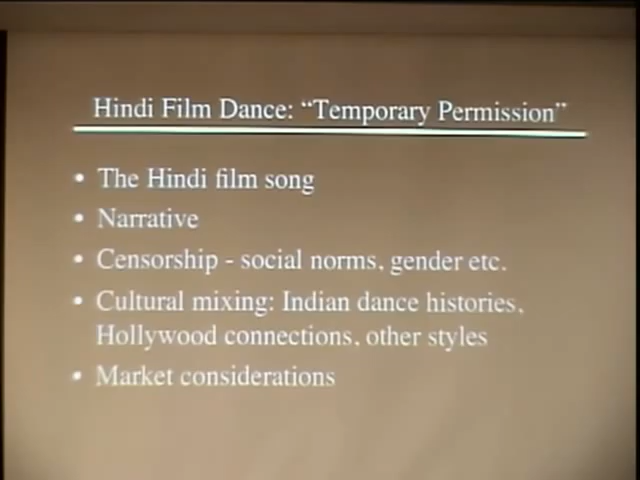 Hindi Film Dance: “Temporary Permission”
• The Hindi film song
• Narrative
• Censorship - social norms, gender etc.
• Cultural mixing: Indian dance histories,
Hollywood connections, other styles
• Market considerations